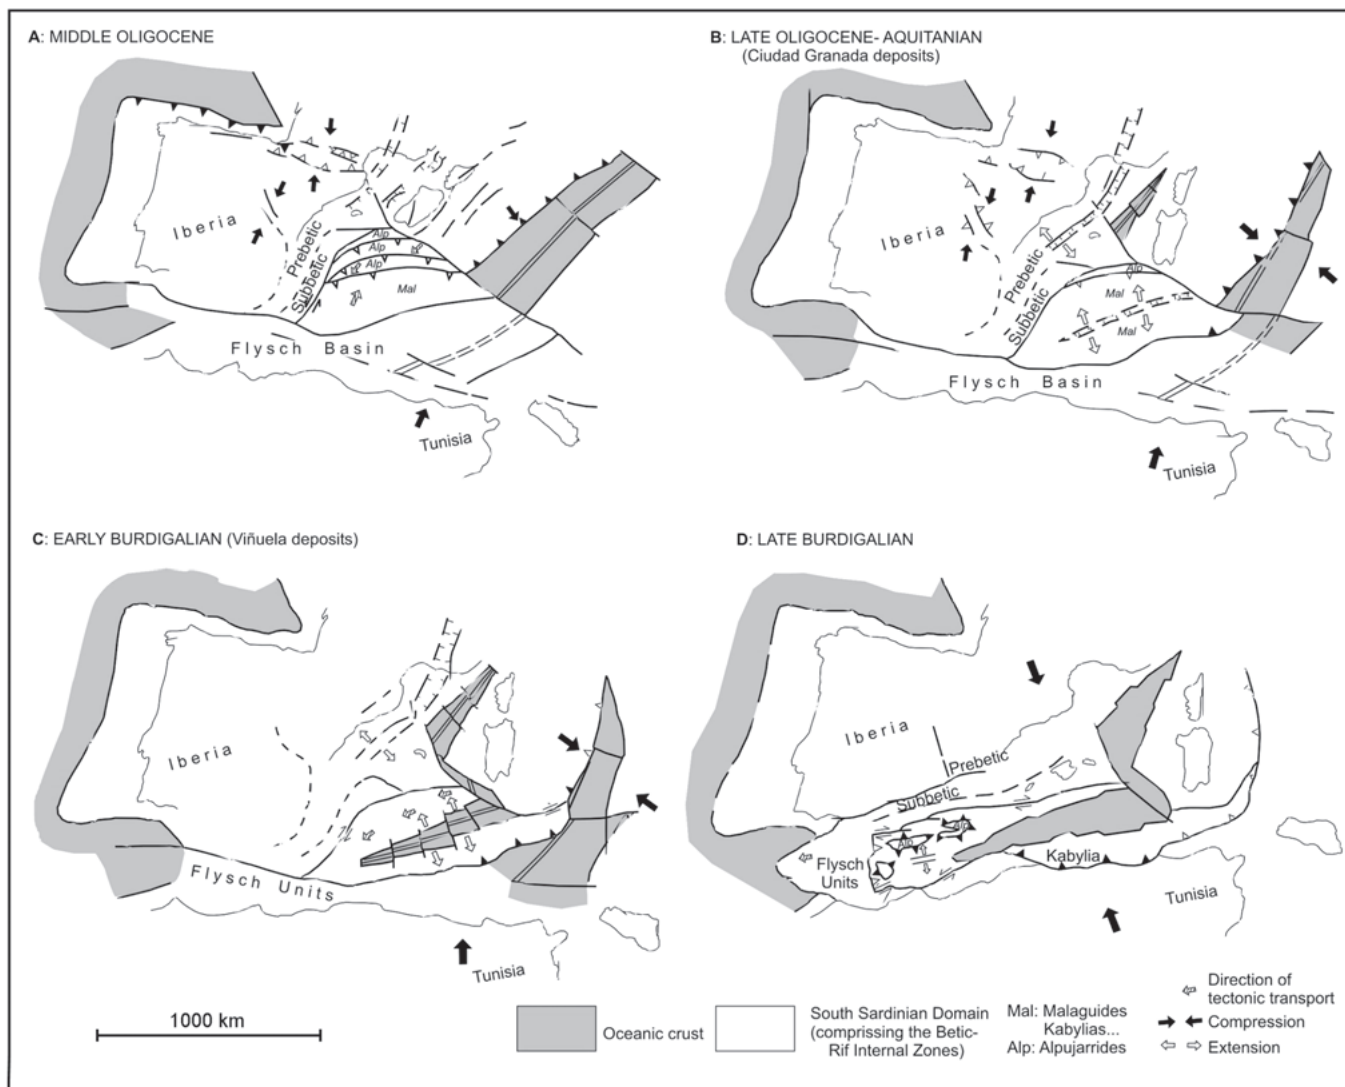 A: MIDDLE OLIGOCENE
Iberia
Prebetic
Subbetic
Alp
Alp
Alp
Mal
Flysch Basin
Tunisia
B: LATE OLIGOCENE- AQUITANIAN
(Ciudad Granada deposits)
Iberia
Prebetic
Subbetic
Alp
Mal
Mal
Flysch Basin
Tunisia
C: EARLY BURDIGALIAN (Viñuela deposits)
Iberia
Flysch Units
Tunisia
D: LATE BURDIGALIAN
Iberia
Prebetic
Subbetic
Alp
Alp
Flysch
Units
Kabylia
Tunisia
1000 km
Oceanic crust
South Sardinian Domain
(comprissing the Betic-
Rif Internal Zones)
Mal: Malaguides
Kabylias...
Alp: Alpujarrides
Direction of
tectonic transport
Compression
Extension